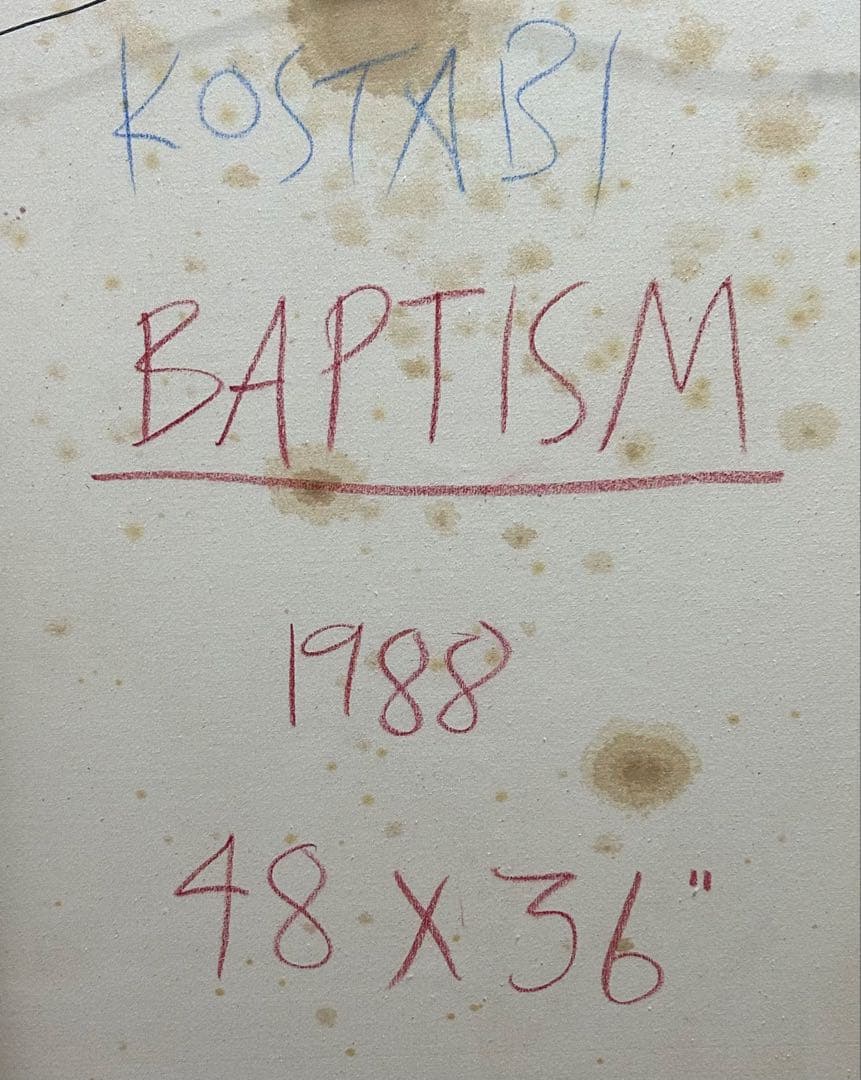 KOSTABI
BAPTISM
1988
48 X 36"